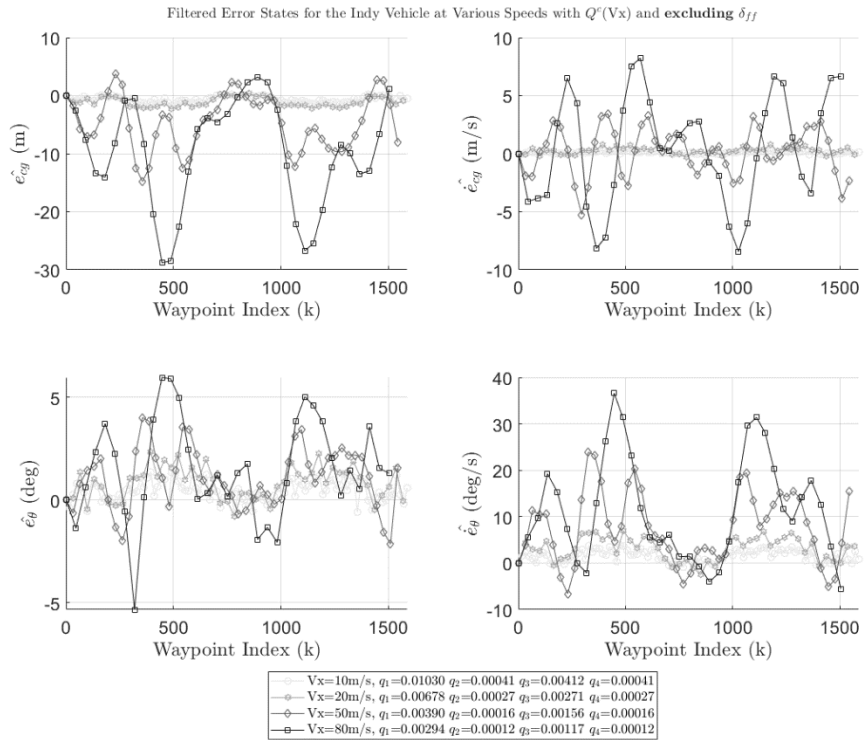 Filtered Error States for the Indy Vehicle at Various Speeds with Qᶜ(Vx) and excluding δ_ff
10
0
-10
-20
-30
ê_cg (m)
0 500 1000 1500
Waypoint Index (k)
10
5
0
-5
-10
ė̂_cg (m/s)
0 500 1000 1500
Waypoint Index (k)
5
0
-5
ê_θ (deg)
0 500 1000 1500
Waypoint Index (k)
40
30
20
10
0
-10
ė̂_θ (deg/s)
0 500 1000 1500
Waypoint Index (k)
Vx=10m/s, q₁=0.01030 q₂=0.00041 q₃=0.00412 q₄=0.00041
Vx=20m/s, q₁=0.00678 q₂=0.00027 q₃=0.00271 q₄=0.00027
Vx=50m/s, q₁=0.00390 q₂=0.00016 q₃=0.00156 q₄=0.00016
Vx=80m/s, q₁=0.00294 q₂=0.00012 q₃=0.00117 q₄=0.00012